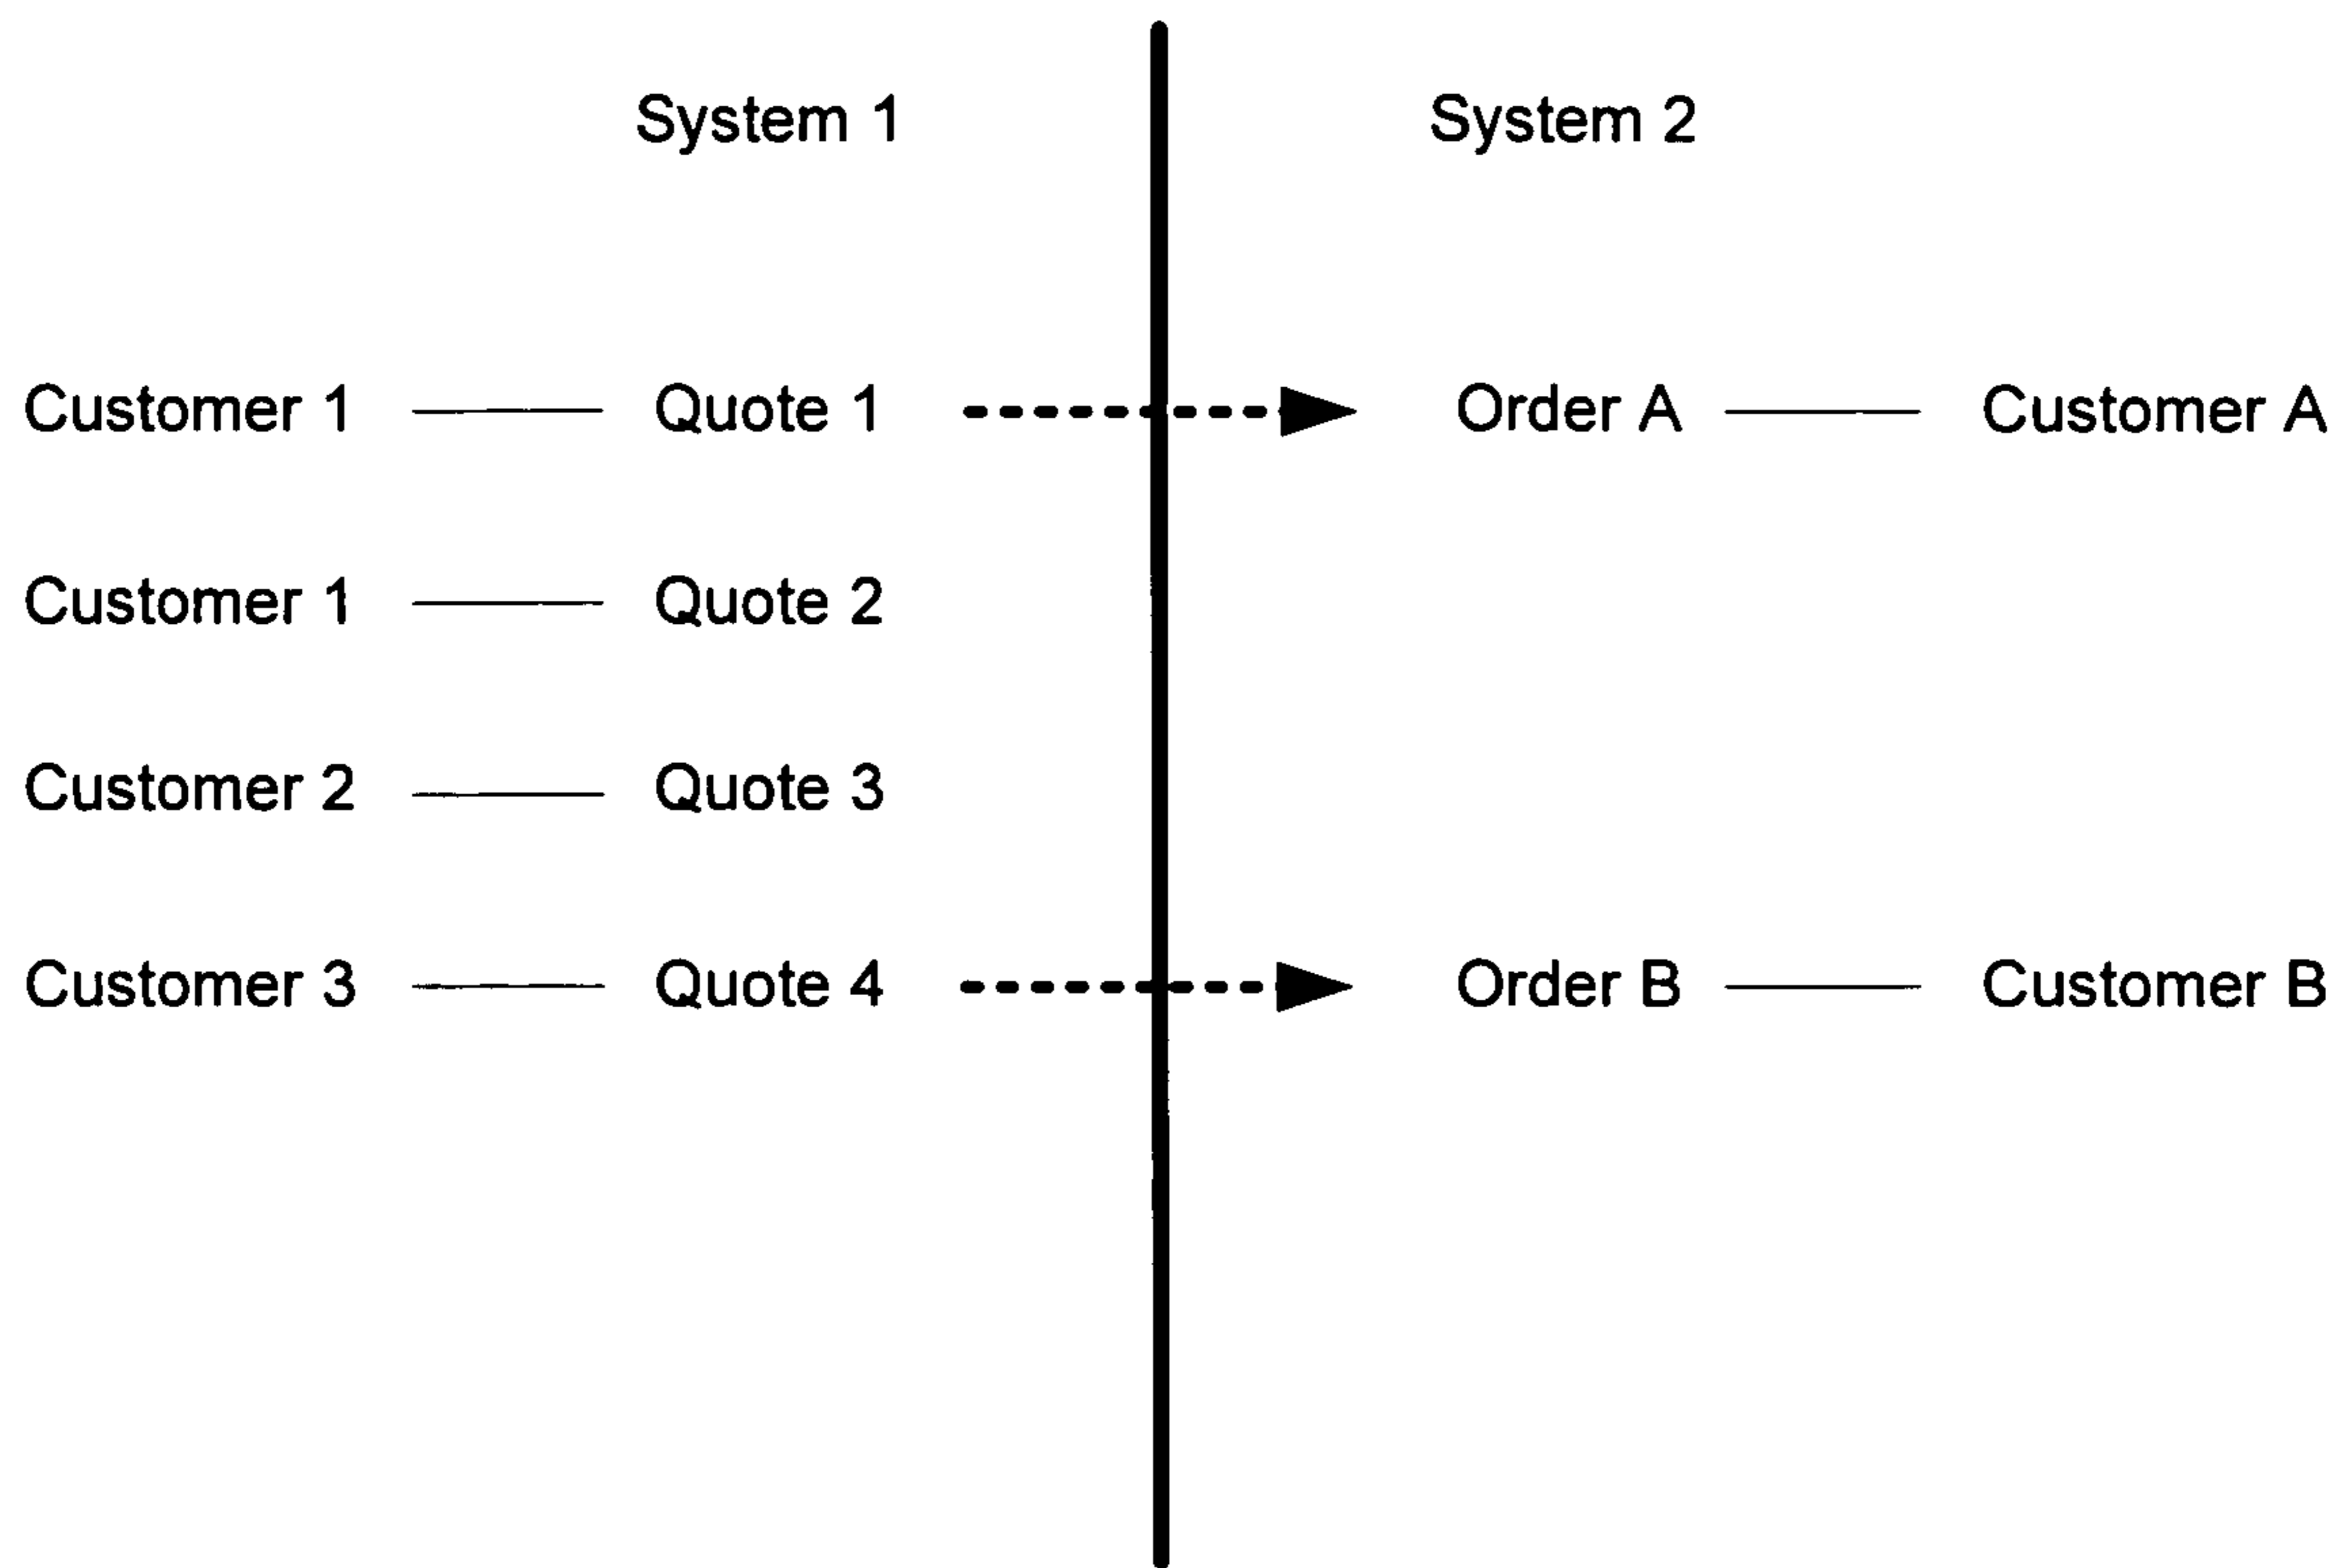 System 1 System 2
Customer 1 Quote 1 Order A Customer A
Customer 1 Quote 2
Customer 2 Quote 3
Customer 3 Quote 4 Order B Customer B